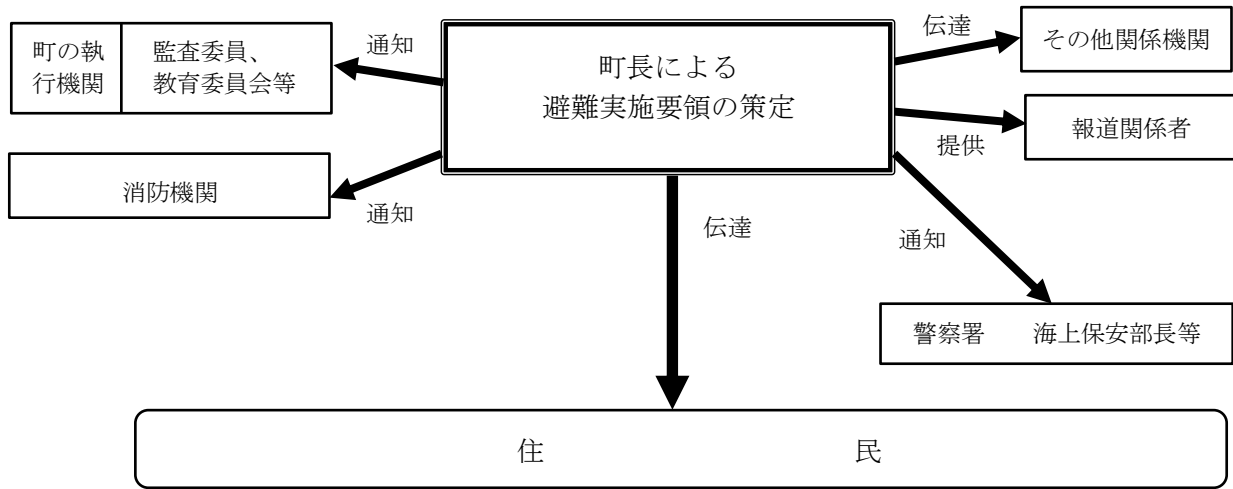 町の執
行機関
監査委員、
教育委員会等
通知
町長による
避難実施要領の策定
伝達
その他関係機関
報道関係者
提供
消防機関
通知
伝達
通知
警察署 海上保安部長等
住 民